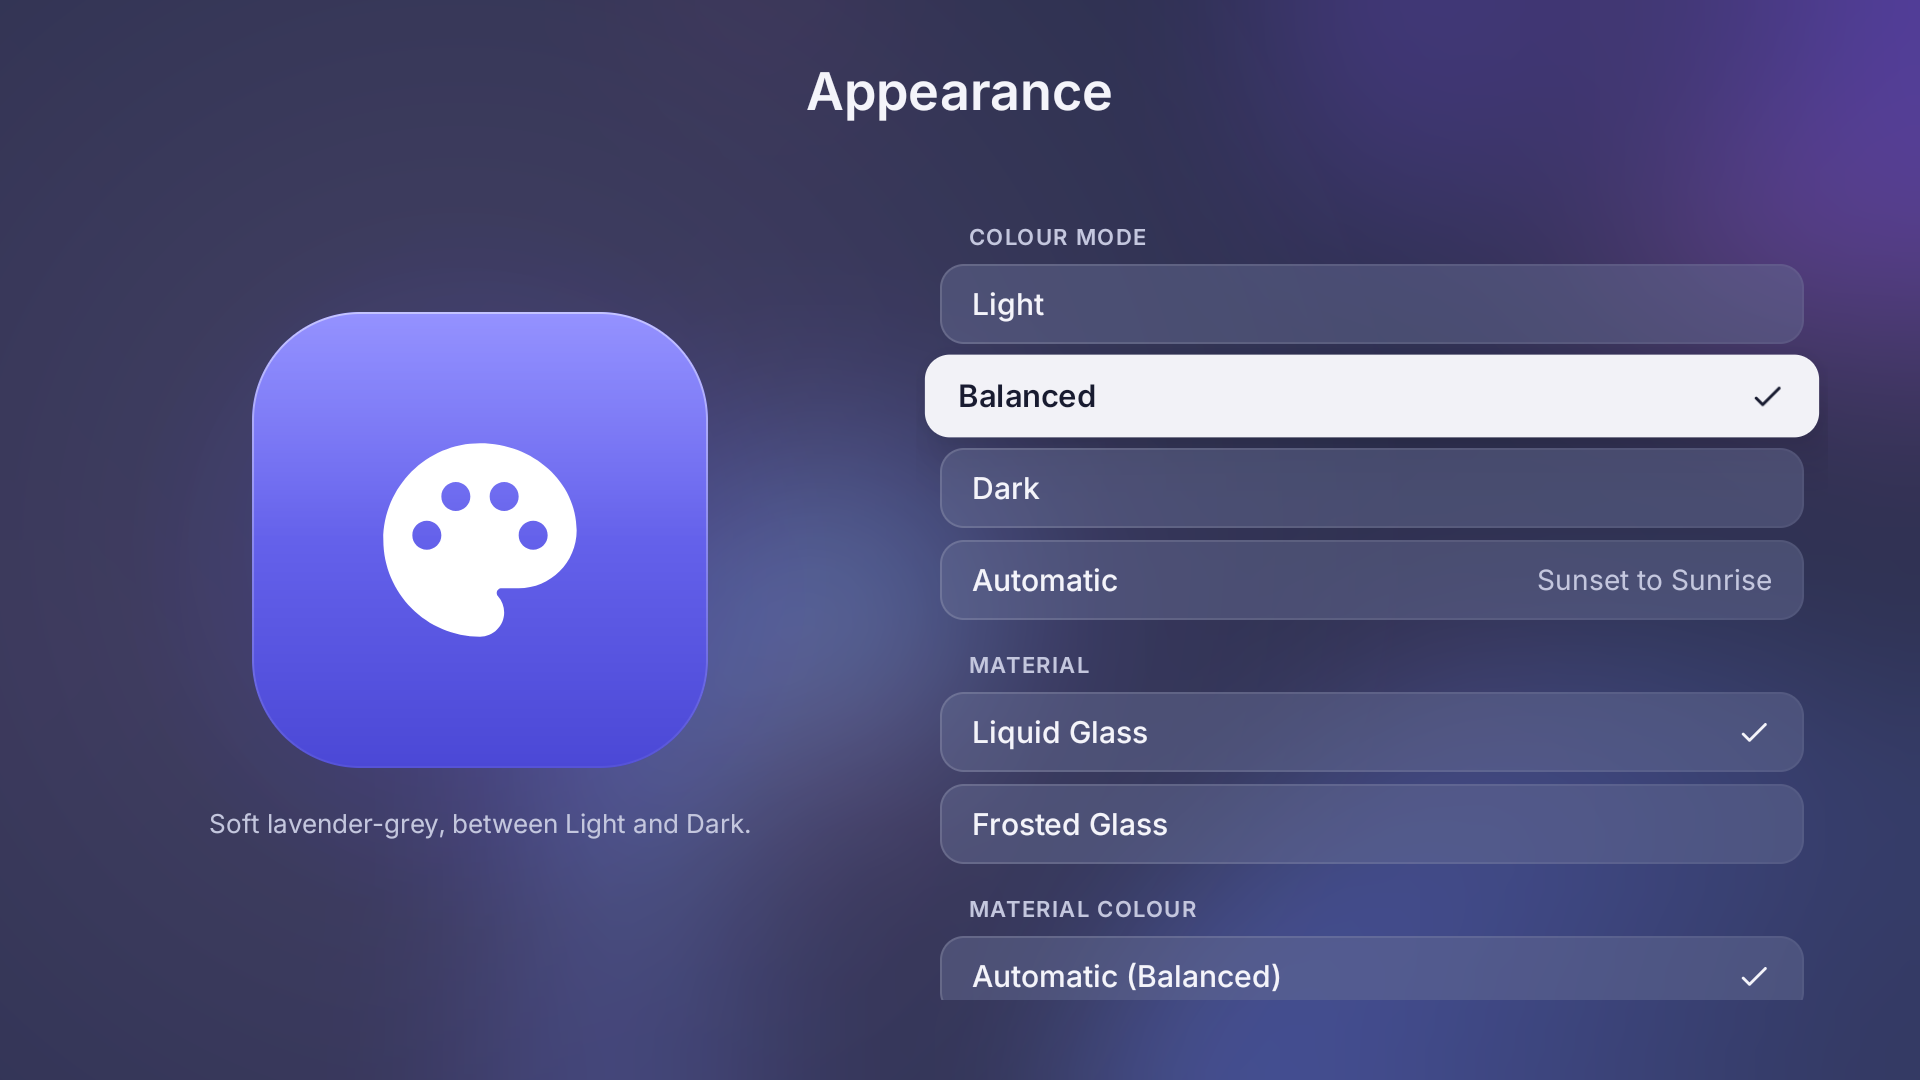 Appearance
COLOUR MODE
Light
Balanced
Dark
Automatic Sunset to Sunrise
MATERIAL
Liquid Glass
Frosted Glass
MATERIAL COLOUR
Automatic (Balanced)
Soft lavender-grey, between Light and Dark.